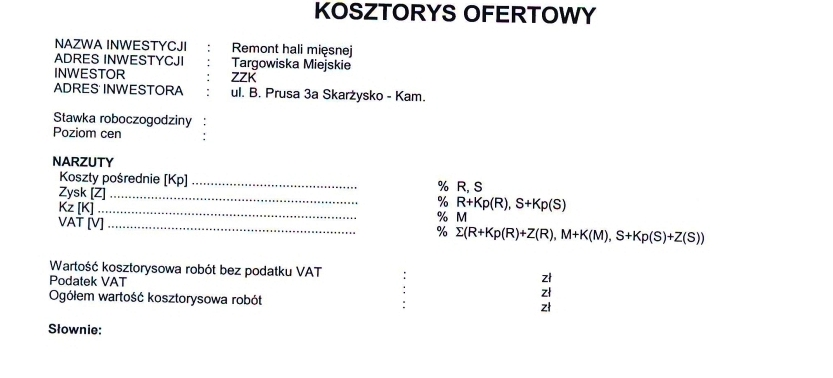 KOSZTORYS OFERTOWY
NAZWA INWESTYCJI : Remont hali mięsnej
ADRES INWESTYCJI : Targowiska Miejskie
INWESTOR : ZZK
ADRES INWESTORA : ul. B. Prusa 3a Skarżysko - Kam.
Stawka roboczogodziny :
Poziom cen :
NARZUTY
Koszty pośrednie [Kp] .......................................... % R, S
Zysk [Z] .............................................................. % R+Kp(R), S+Kp(S)
Kz [K] ................................................................. % M
VAT [V] .............................................................. % Σ(R+Kp(R)+Z(R), M+K(M), S+Kp(S)+Z(S))
Wartość kosztorysowa robót bez podatku VAT : zł
Podatek VAT : zł
Ogółem wartość kosztorysowa robót : zł
Słownie: